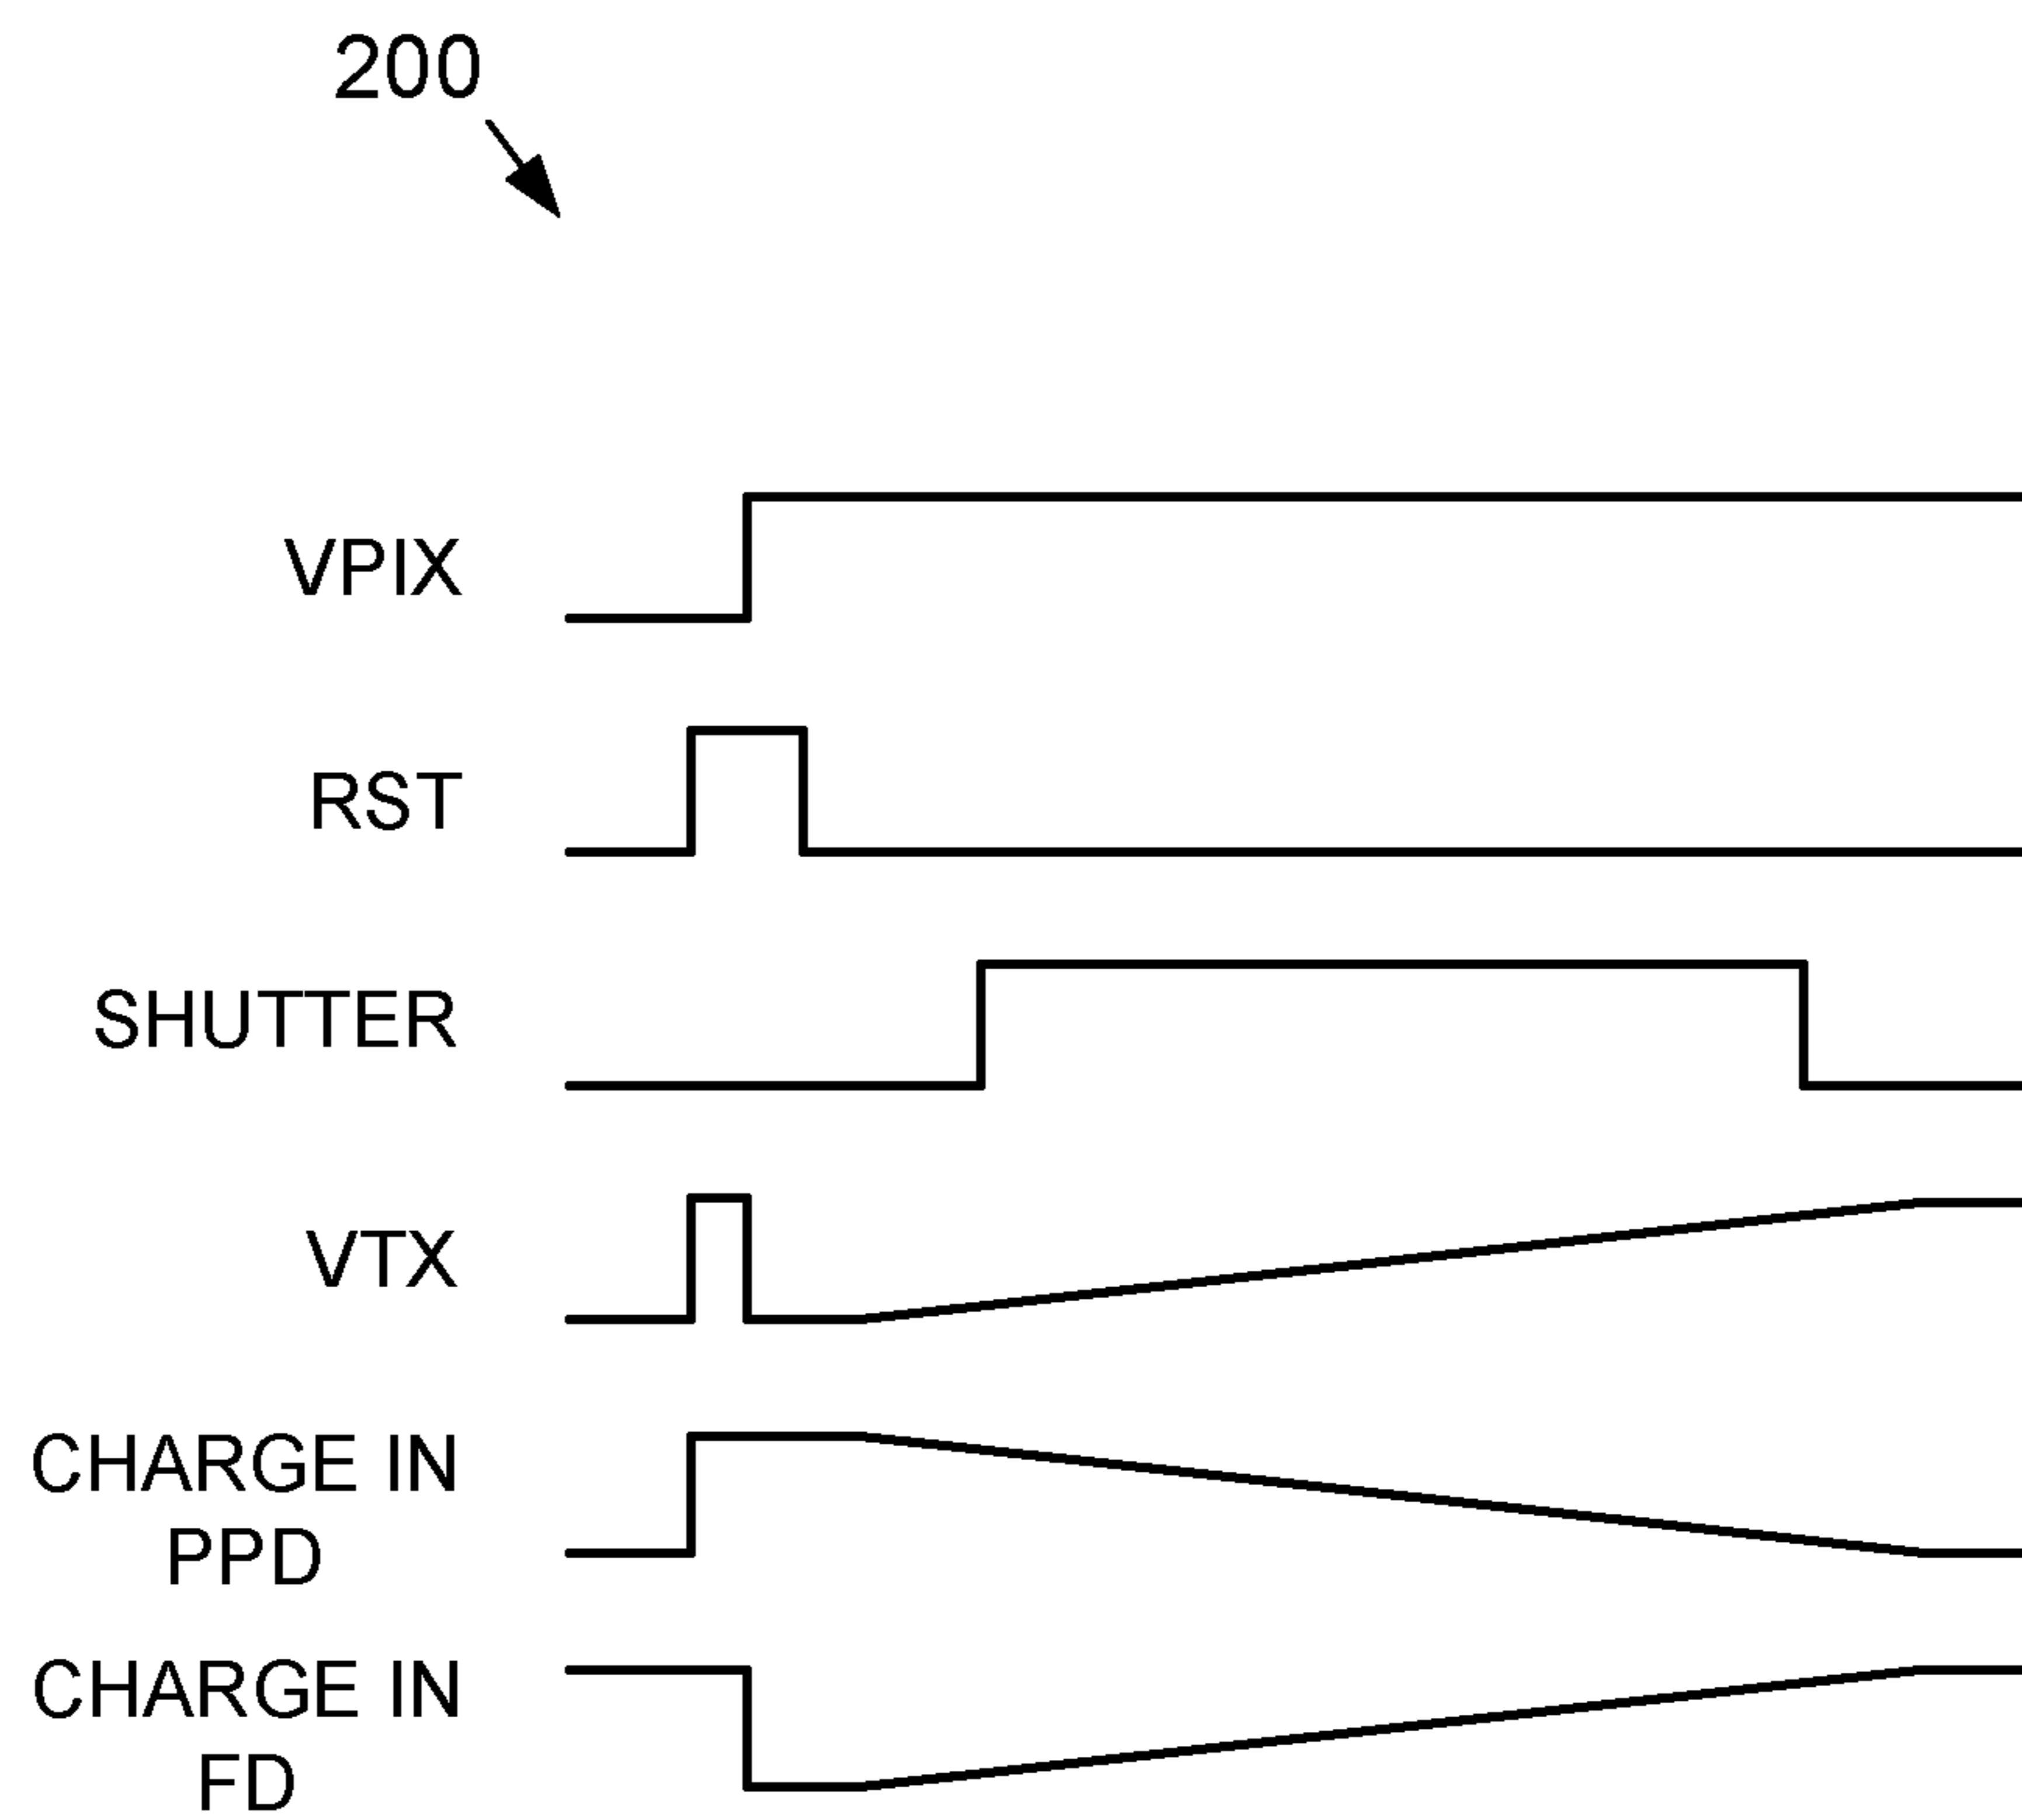 200
VPIX
RST
SHUTTER
VTX
CHARGE IN
PPD
CHARGE IN
FD